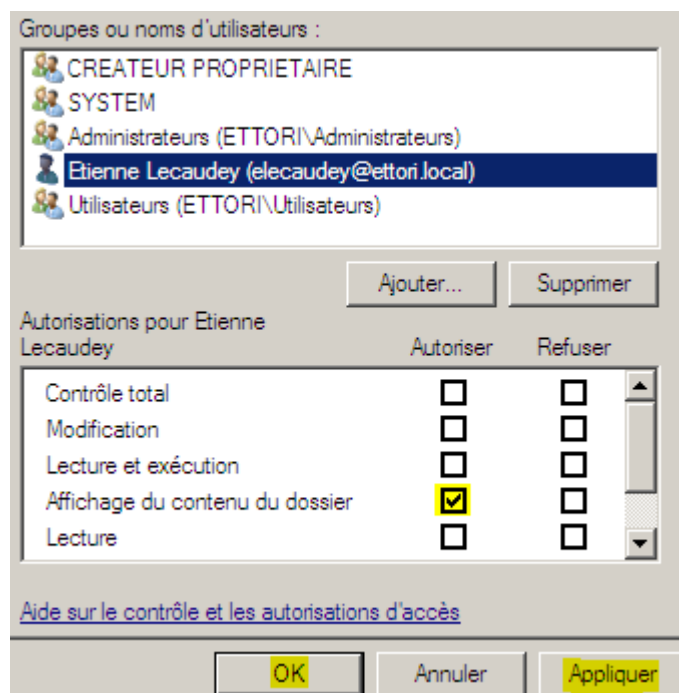 Groupes ou noms d'utilisateurs :
CREATEUR PROPRIETAIRE
SYSTEM
Administrateurs (ETTORI\Administrateurs)
Etienne Lecaudey (elecaudey@ettori.local)
Utilisateurs (ETTORI\Utilisateurs)
Ajouter... Supprimer
Autorisations pour Etienne
Lecaudey Autoriser Refuser
Contrôle total
Modification
Lecture et exécution
Affichage du contenu du dossier
Lecture
Aide sur le contrôle et les autorisations d'accès
OK Annuler Appliquer